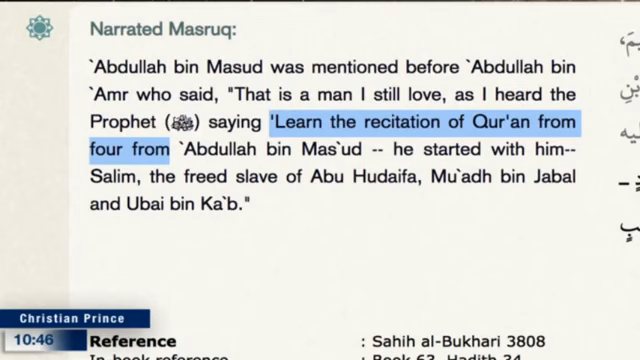 Narrated Masruq:
`Abdullah bin Masud was mentioned before `Abdullah bin
`Amr who said, "That is a man I still love, as I heard the
Prophet (ﷺ) saying 'Learn the recitation of Qur'an from
four from `Abdullah bin Mas`ud -- he started with him--
Salim, the freed slave of Abu Hudaifa, Mu`adh bin Jabal
and Ubai bin Ka`b."
Christian Prince
10:46
Reference : Sahih al-Bukhari 3808
In-book reference : Book 63, Hadith 34